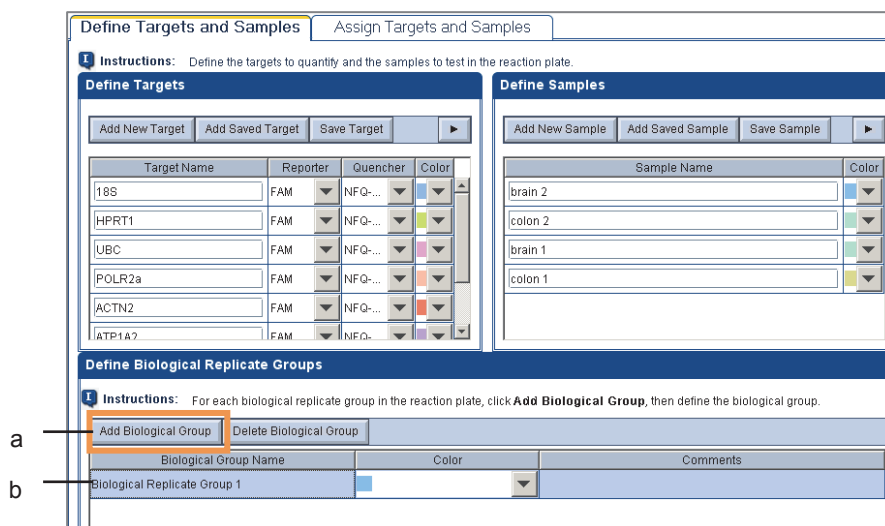 Define Targets and Samples
Assign Targets and Samples
Instructions: Define the targets to quantify and the samples to test in the reaction plate.
Define Targets
Add New Target Add Saved Target Save Target
Target Name Reporter Quencher Color
18S FAM NFQ-...
HPRT1 FAM NFQ-...
UBC FAM NFQ-...
POLR2a FAM NFQ-...
ACTN2 FAM NFQ-...
ATP1A2 FAM NFQ-
Define Samples
Add New Sample Add Saved Sample Save Sample
Sample Name Color
brain 2
colon 2
brain 1
colon 1
Define Biological Replicate Groups
Instructions: For each biological replicate group in the reaction plate, click Add Biological Group, then define the biological group.
a
Add Biological Group Delete Biological Group
Biological Group Name Color Comments
b
Biological Replicate Group 1